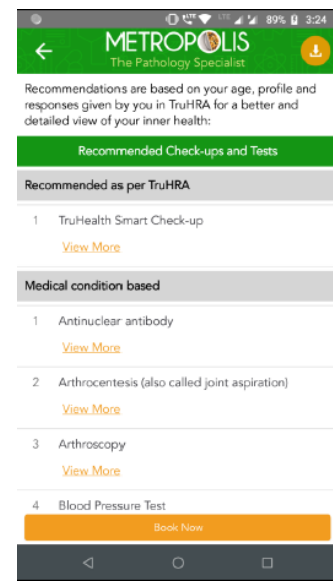 LTE LTE 89% 3:24
METROPOLIS
The Pathology Specialist
Recommendations are based on your age, profile and
responses given by you in TruHRA for a better and
detailed view of your inner health:
Recommended Check-ups and Tests
Recommended as per TruHRA
1 TruHealth Smart Check-up
View More
Medical condition based
1 Antinuclear antibody
View More
2 Arthrocentesis (also called joint aspiration)
View More
3 Arthroscopy
View More
4 Blood Pressure Test
Book Now